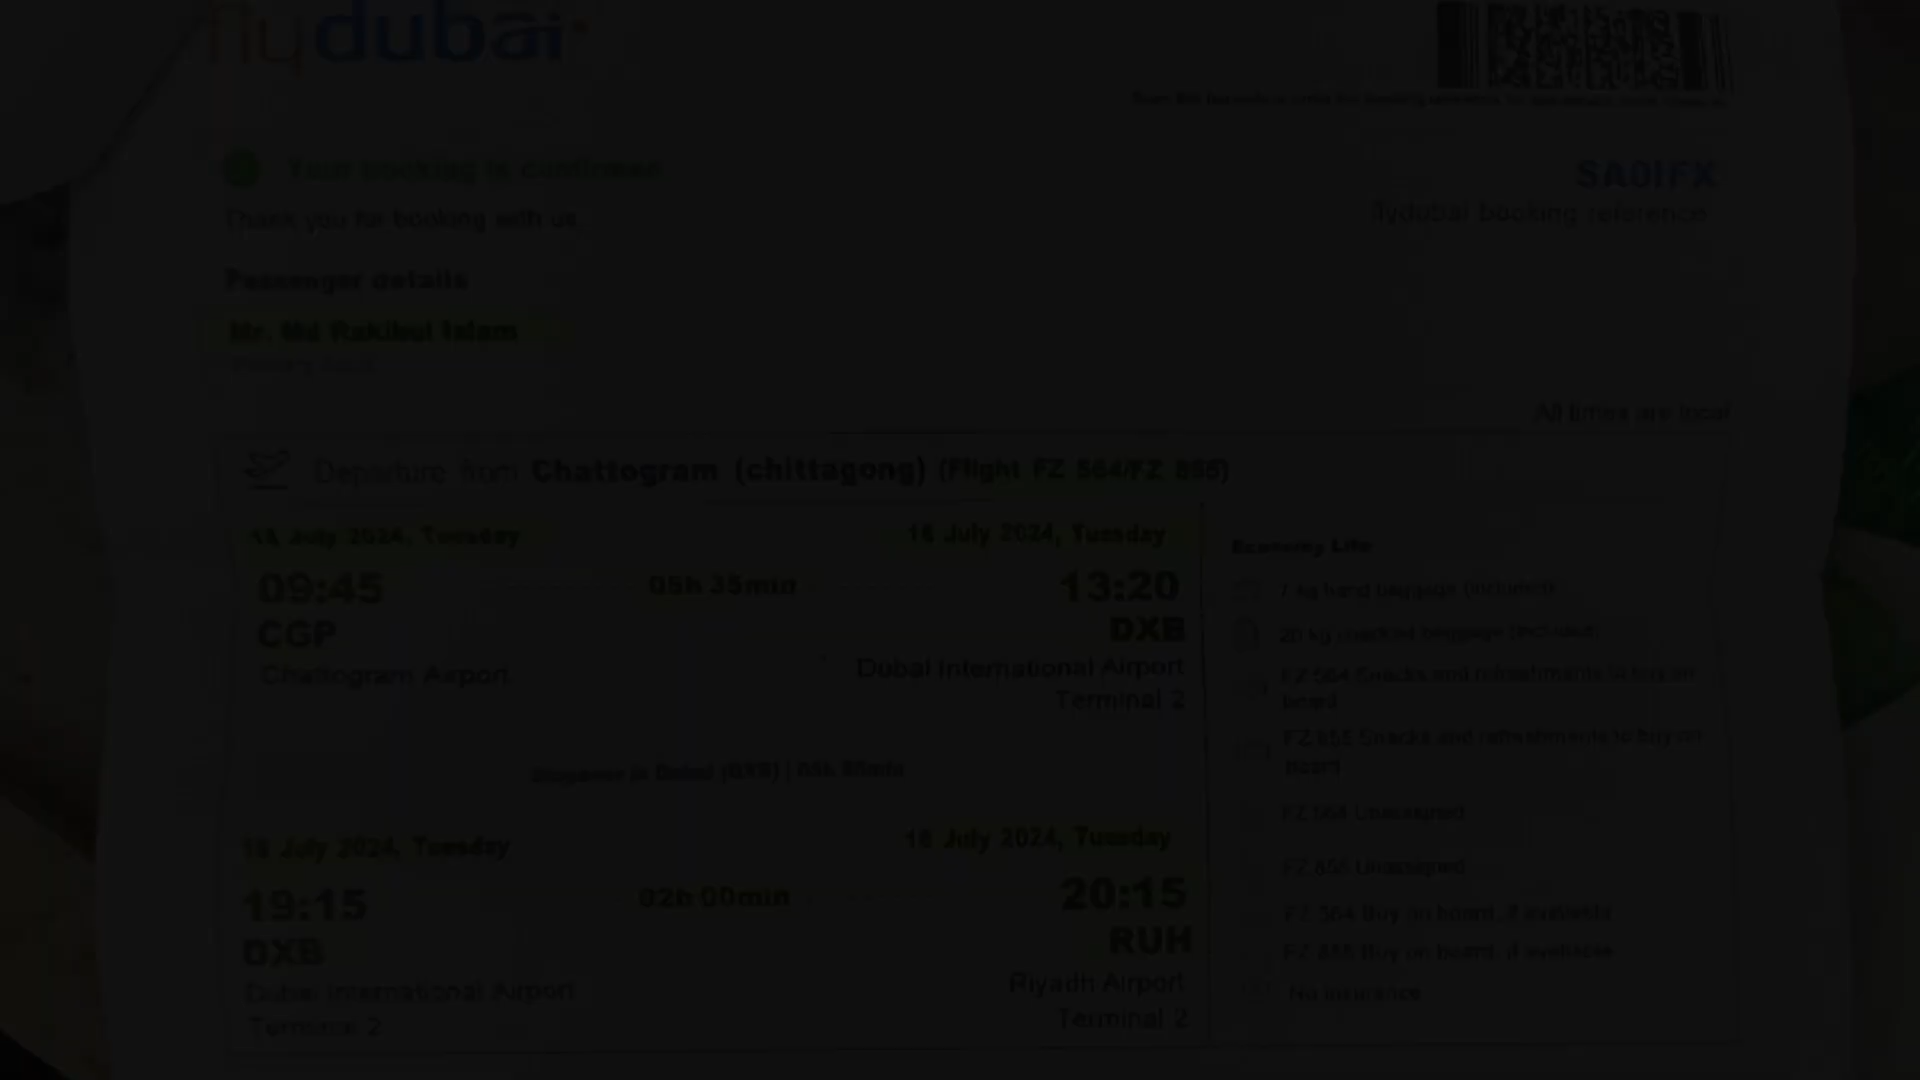 flydubai
SA0IFX
Your booking is confirmed
Thank you for booking with us
flydubai booking reference
Passenger details
Mr. Md Rakibul Islam
All times are local
Departure from Chattogram (chittagong) (Flight FZ 564/FZ 855)
16 July 2024, Tuesday
16 July 2024, Tuesday
09:45
05h 35min
13:20
CGP
DXB
Chattogram Airport
Dubai International Airport
Terminal 2
Stopover in Dubai (DXB) |
16 July 2024, Tuesday
16 July 2024, Tuesday
19:15
02h 00min
20:15
DXB
RUH
Dubai International Airport
Riyadh Airport
Terminal 2
Terminal 2
Economy Lite
7 kg hand baggage (included)
20 kg checked baggage (included)
FZ 564 Snacks and refreshments to buy on
board
FZ 855 Snacks and refreshments to buy on
board
FZ 564 Unassigned
FZ 855 Unassigned
FZ 564 Buy on board, if available
FZ 855 Buy on board, if available
No insurance